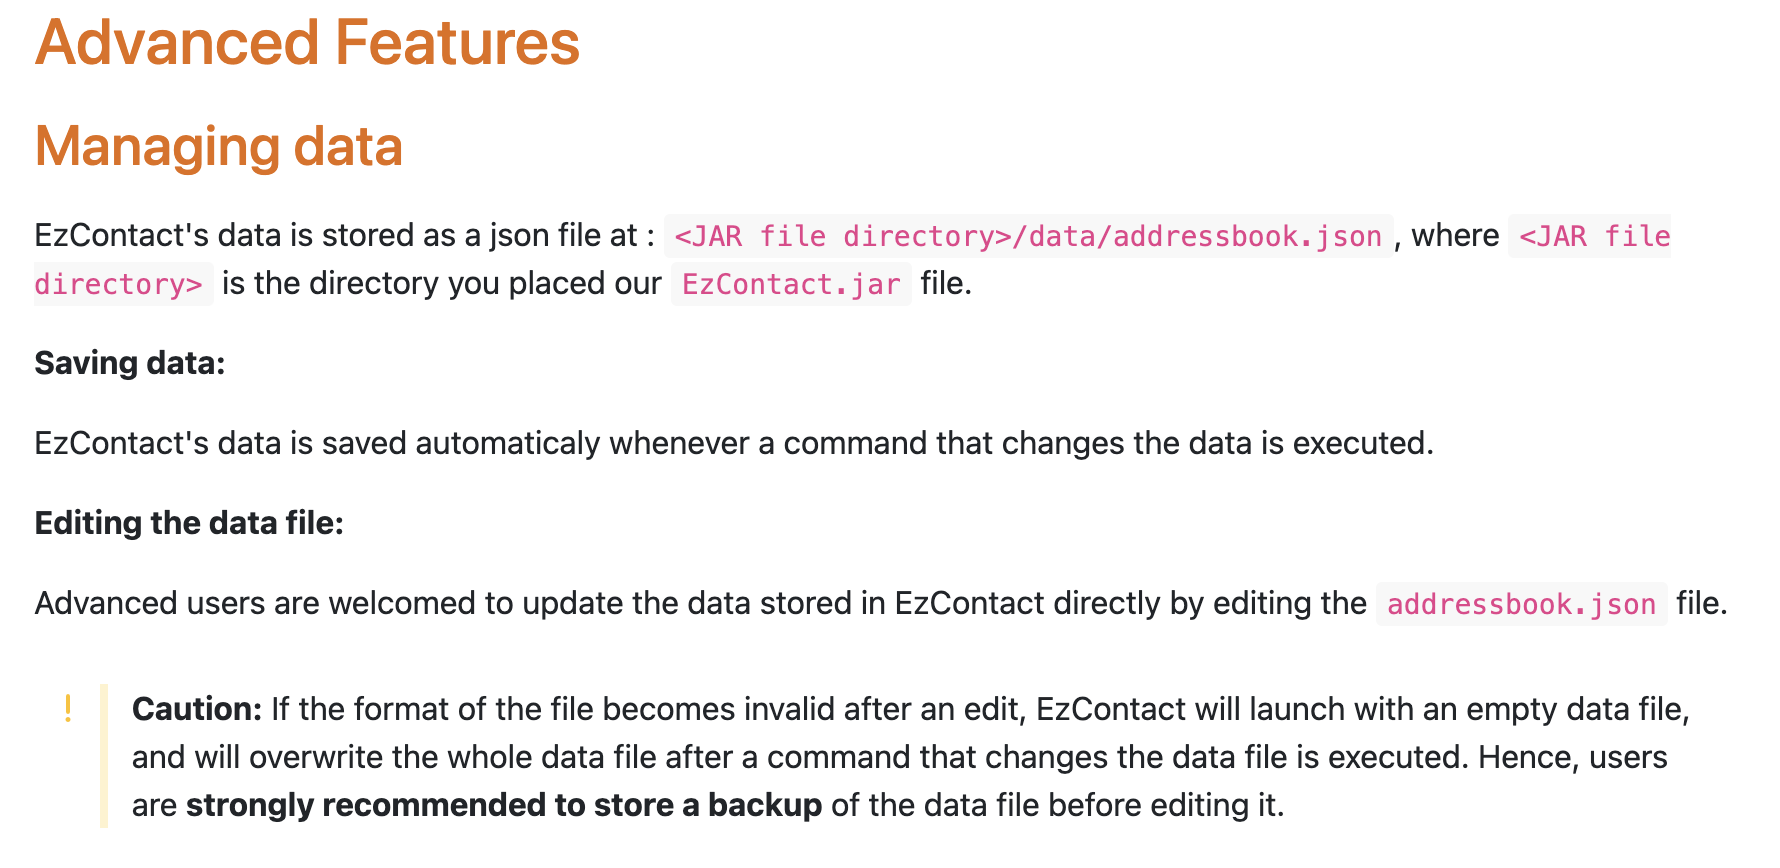 Advanced Features
Managing data
EzContact's data is stored as a json file at : <JAR file directory>/data/addressbook.json , where <JAR file
directory> is the directory you placed our EzContact.jar file.
Saving data:
EzContact's data is saved automaticaly whenever a command that changes the data is executed.
Editing the data file:
Advanced users are welcomed to update the data stored in EzContact directly by editing the addressbook.json file.
! Caution: If the format of the file becomes invalid after an edit, EzContact will launch with an empty data file,
and will overwrite the whole data file after a command that changes the data file is executed. Hence, users
are strongly recommended to store a backup of the data file before editing it.